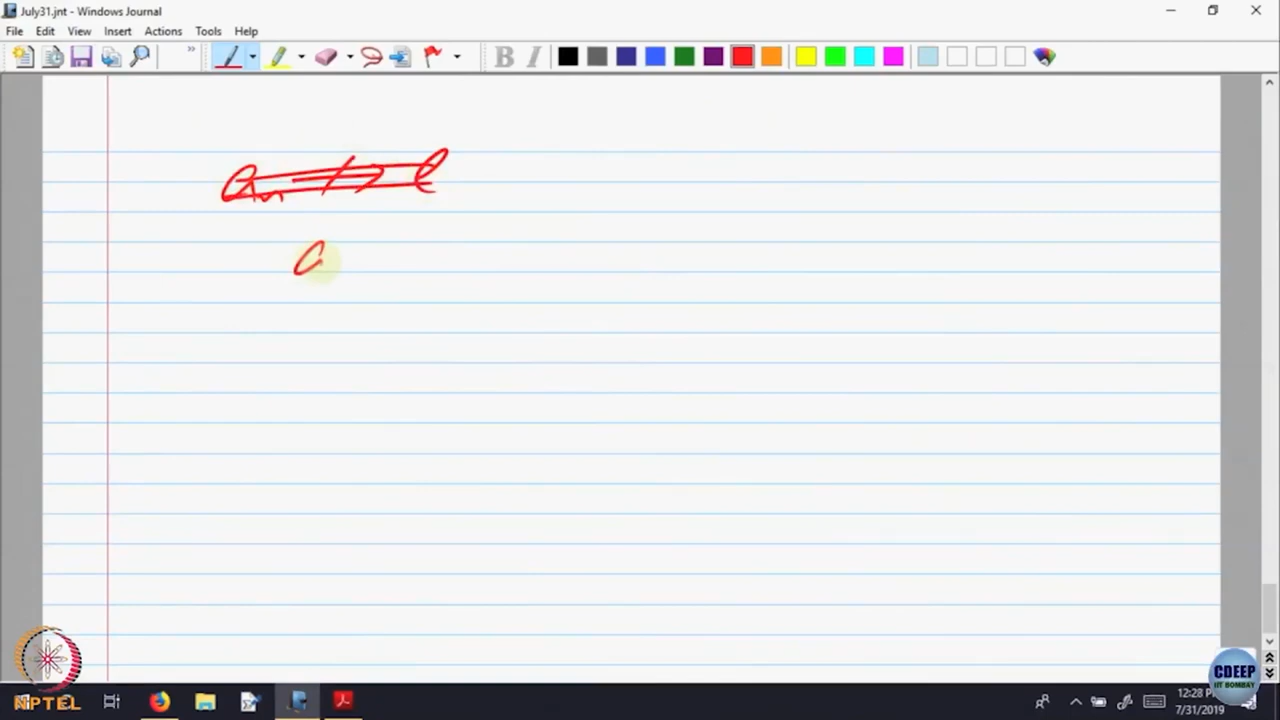 July31.jnt - Windows Journal
File Edit View Insert Actions Tools Help
B I
NPTEL
CDEEP
IIT BOMBAY
12:28 P
7/31/2019